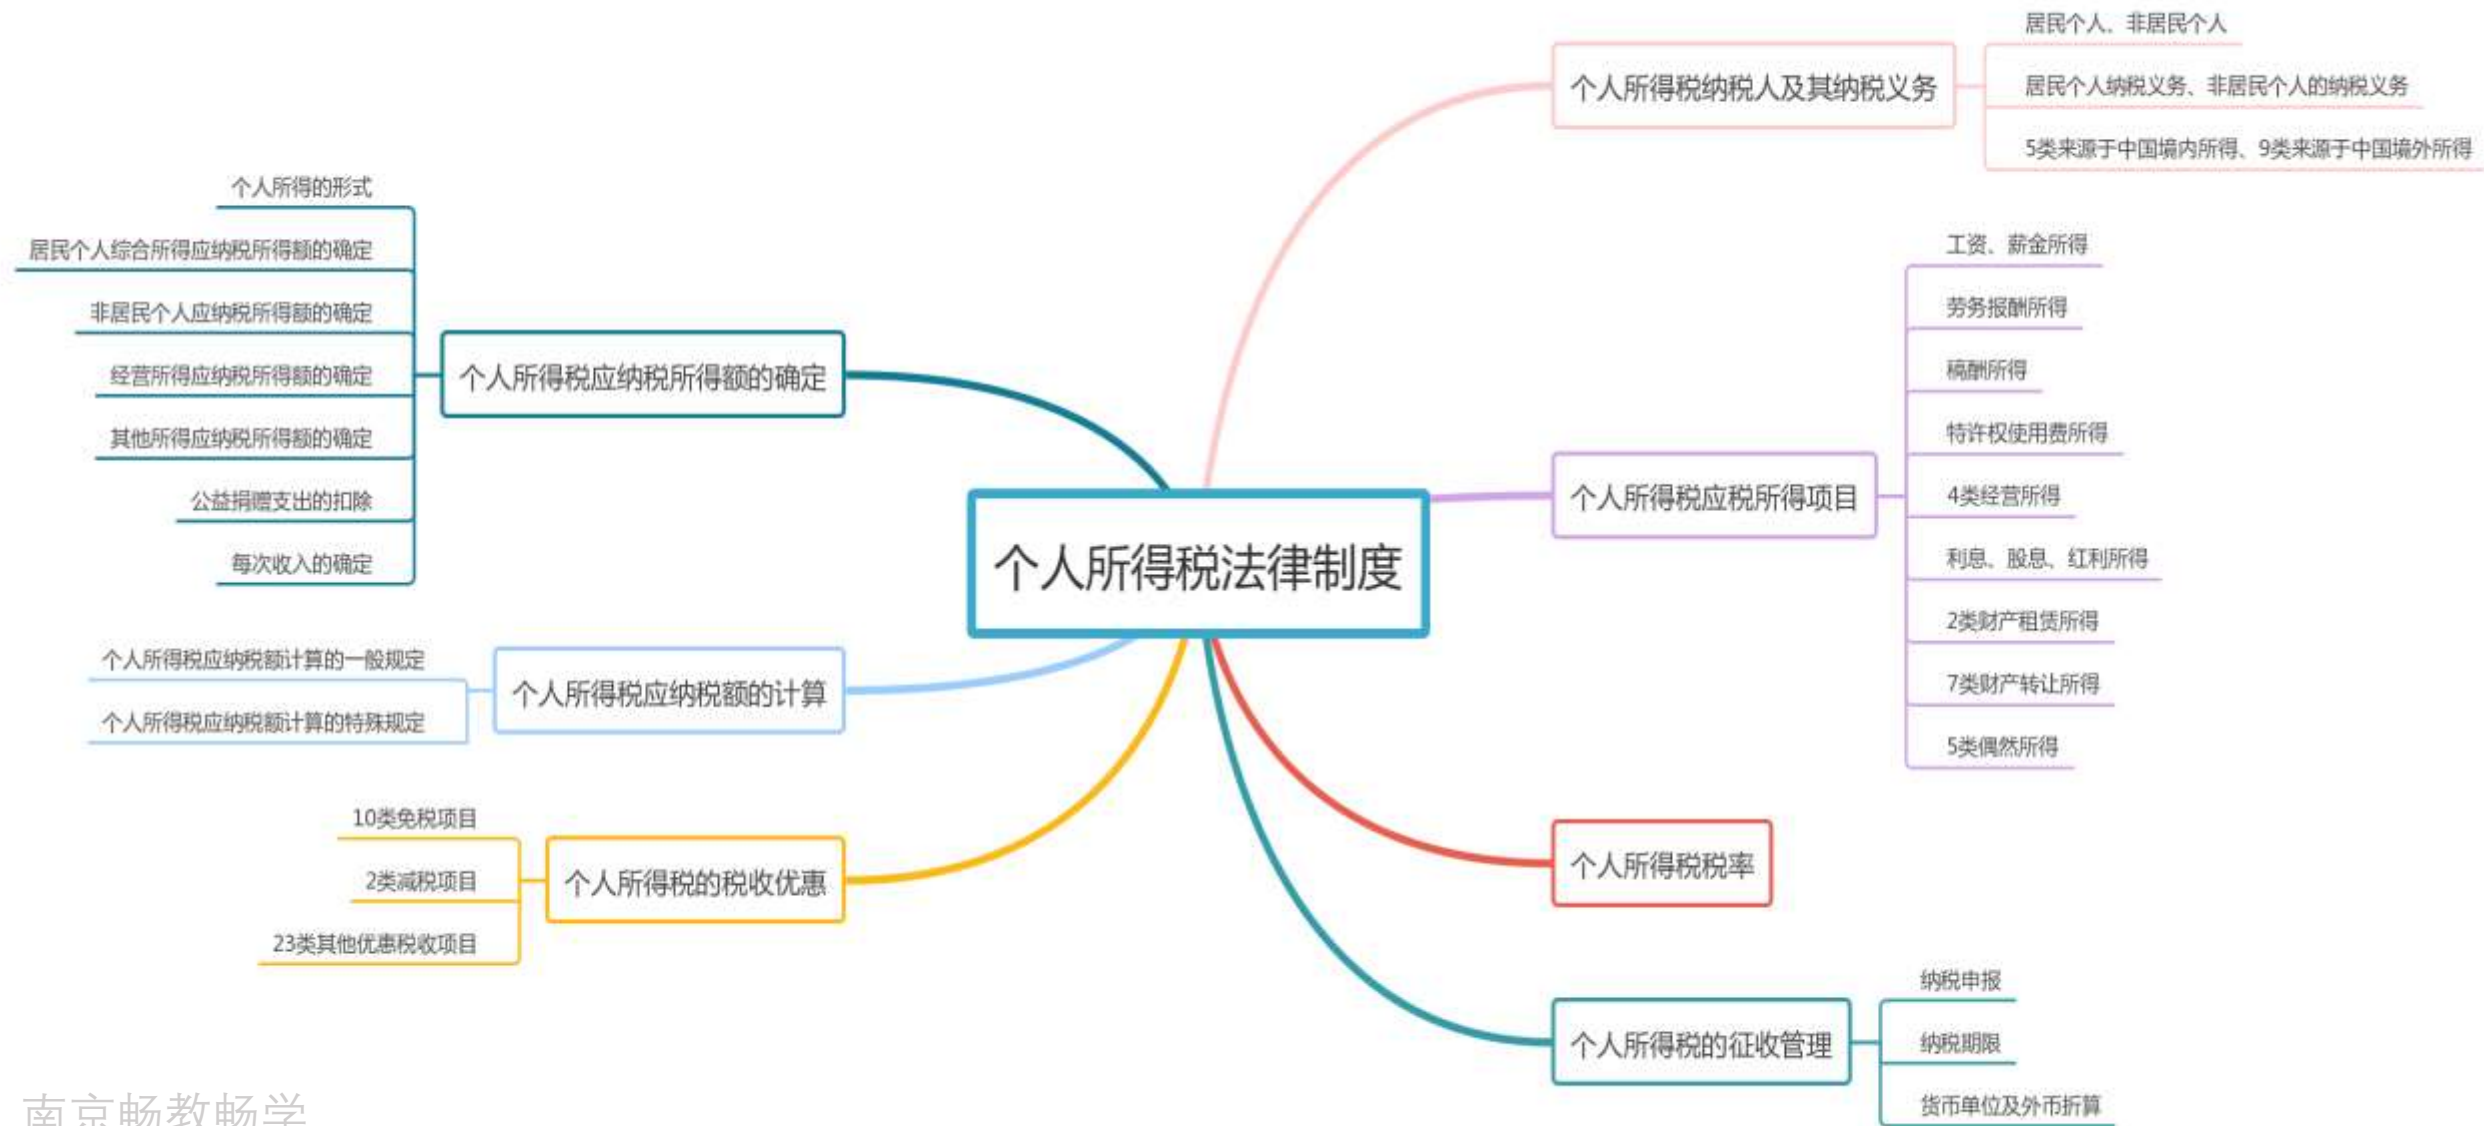 个人所得税法律制度
个人所得税纳税人及其纳税义务
居民个人、非居民个人
居民个人纳税义务、非居民个人的纳税义务
5类来源于中国境内所得、9类来源于中国境外所得
个人所得税应税所得项目
工资、薪金所得
劳务报酬所得
稿酬所得
特许权使用费所得
4类经营所得
利息、股息、红利所得
2类财产租赁所得
7类财产转让所得
5类偶然所得
个人所得税税率
个人所得税的征收管理
纳税申报
纳税期限
货币单位及外币折算
个人所得税应纳税所得额的确定
个人所得的形式
居民个人综合所得应纳税所得额的确定
非居民个人应纳税所得额的确定
经营所得应纳税所得额的确定
其他所得应纳税所得额的确定
公益捐赠支出的扣除
每次收入的确定
个人所得税应纳税额的计算
个人所得税应纳税额计算的一般规定
个人所得税应纳税额计算的特殊规定
个人所得税的税收优惠
10类免税项目
2类减税项目
23类其他优惠税收项目
南京畅教畅学